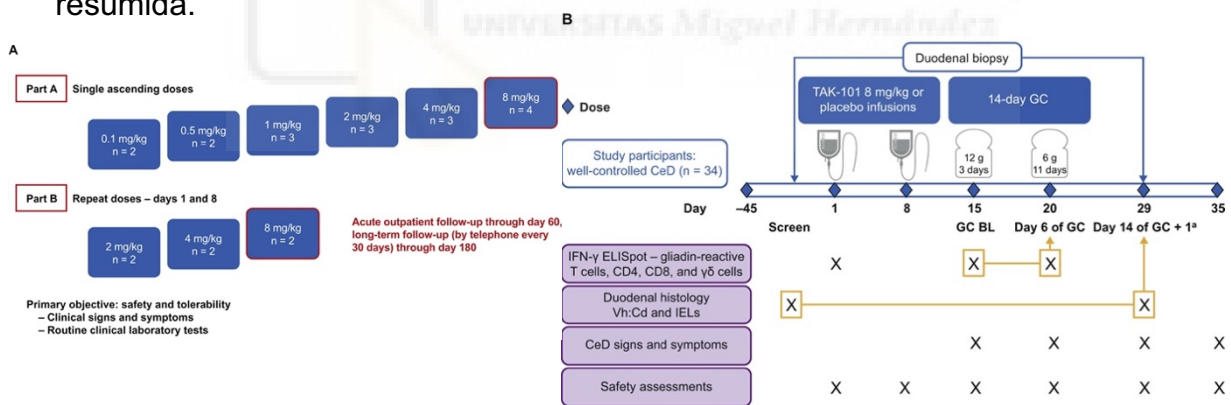 resumida.
UNIVERSITAS Miguel Hernández
A
Part A Single ascending doses
0.1 mg/kg
n = 2
0.5 mg/kg
n = 2
1 mg/kg
n = 3
2 mg/kg
n = 3
4 mg/kg
n = 3
8 mg/kg
n = 4
Part B Repeat doses – days 1 and 8
2 mg/kg
n = 2
4 mg/kg
n = 2
8 mg/kg
n = 2
Acute outpatient follow-up through day 60,
long-term follow-up (by telephone every
30 days) through day 180
Primary objective: safety and tolerability
– Clinical signs and symptoms
– Routine clinical laboratory tests
B
Duodenal biopsy
TAK-101 8 mg/kg or
placebo infusions
14-day GC
Dose
Study participants:
well-controlled CeD (n = 34)
12 g
3 days
6 g
11 days
Day –45 1 8 15 20 29 35
Screen GC BL Day 6 of GC Day 14 of GC + 1ª
IFN-γ ELISpot – gliadin-reactive
T cells, CD4, CD8, and γδ cells
X X X
Duodenal histology
Vh:Cd and IELs
X X
CeD signs and symptoms X X X X
Safety assessments X X X X X X